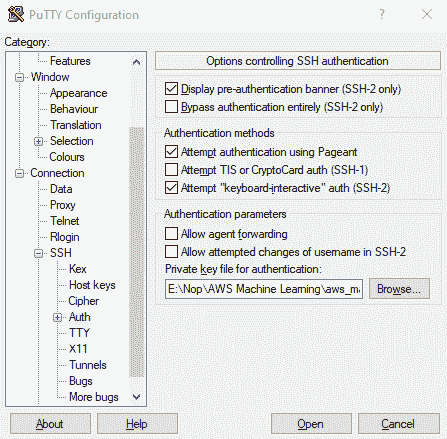 PuTTY Configuration
? ×
Category:
Features
Window
Appearance
Behaviour
Translation
Selection
Colours
Connection
Data
Proxy
Telnet
Rlogin
SSH
Kex
Host keys
Cipher
Auth
TTY
X11
Tunnels
Bugs
More bugs
Options controlling SSH authentication
Display pre-authentication banner (SSH-2 only)
Bypass authentication entirely (SSH-2 only)
Authentication methods
Attempt authentication using Pageant
Attempt TIS or CryptoCard auth (SSH-1)
Attempt "keyboard-interactive" auth (SSH-2)
Authentication parameters
Allow agent forwarding
Allow attempted changes of username in SSH-2
Private key file for authentication:
E:\Nop\AWS Machine Learning\aws_ma Browse...
About Help Open Cancel